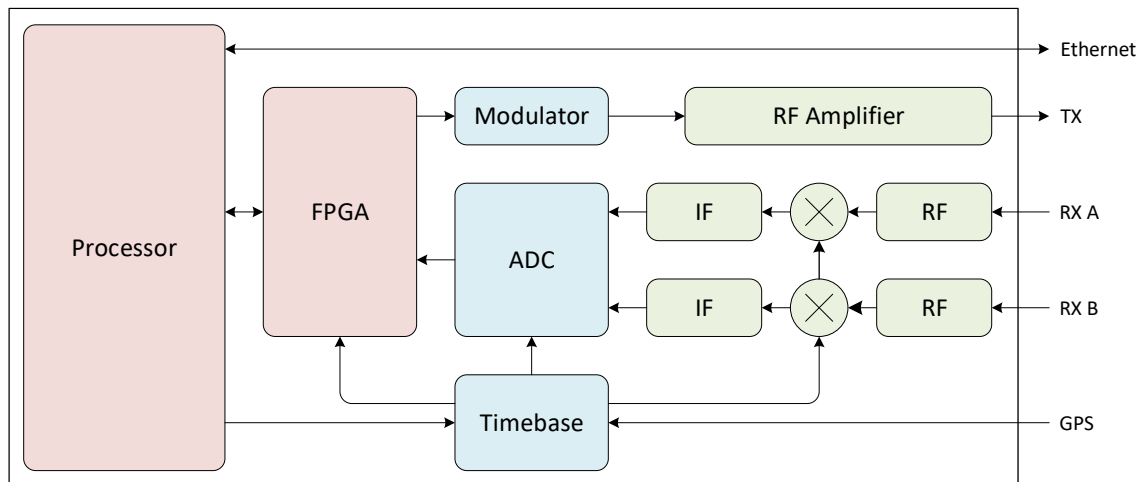 Ethernet
Modulator
RF Amplifier
TX
FPGA
IF
RF
RX A
Processor
ADC
IF
RF
RX B
Timebase
GPS